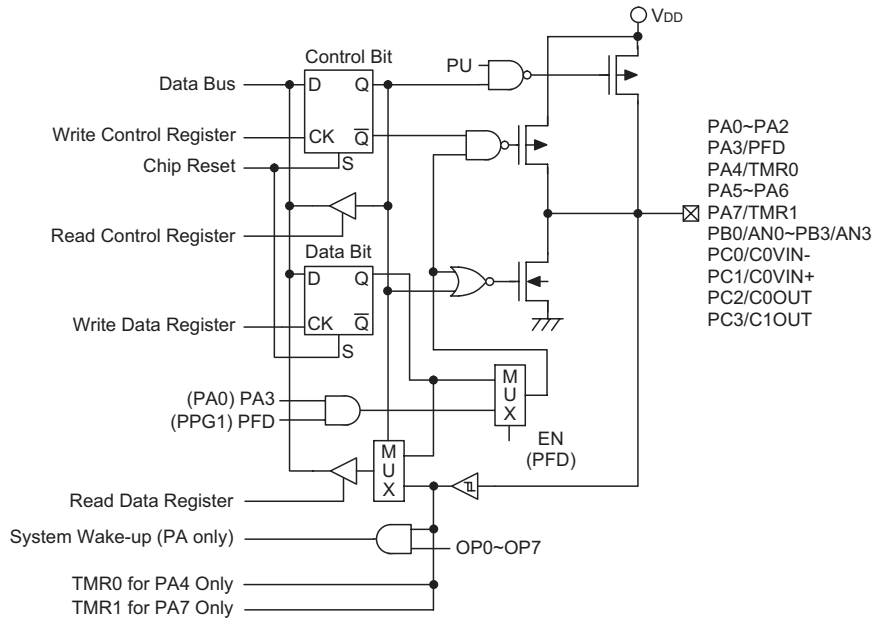 VDD
Control Bit
PU
Data Bus
D Q
Write Control Register
CK Q
Chip Reset
S
Read Control Register
Data Bit
D Q
Write Data Register
CK Q
S
PA0~PA2
PA3/PFD
PA4/TMR0
PA5~PA6
PA7/TMR1
PB0/AN0~PB3/AN3
PC0/C0VIN-
PC1/C0VIN+
PC2/C0OUT
PC3/C1OUT
(PA0) PA3
(PPG1) PFD
MUX
EN
(PFD)
MUX
Read Data Register
System Wake-up (PA only)
OP0~OP7
TMR0 for PA4 Only
TMR1 for PA7 Only